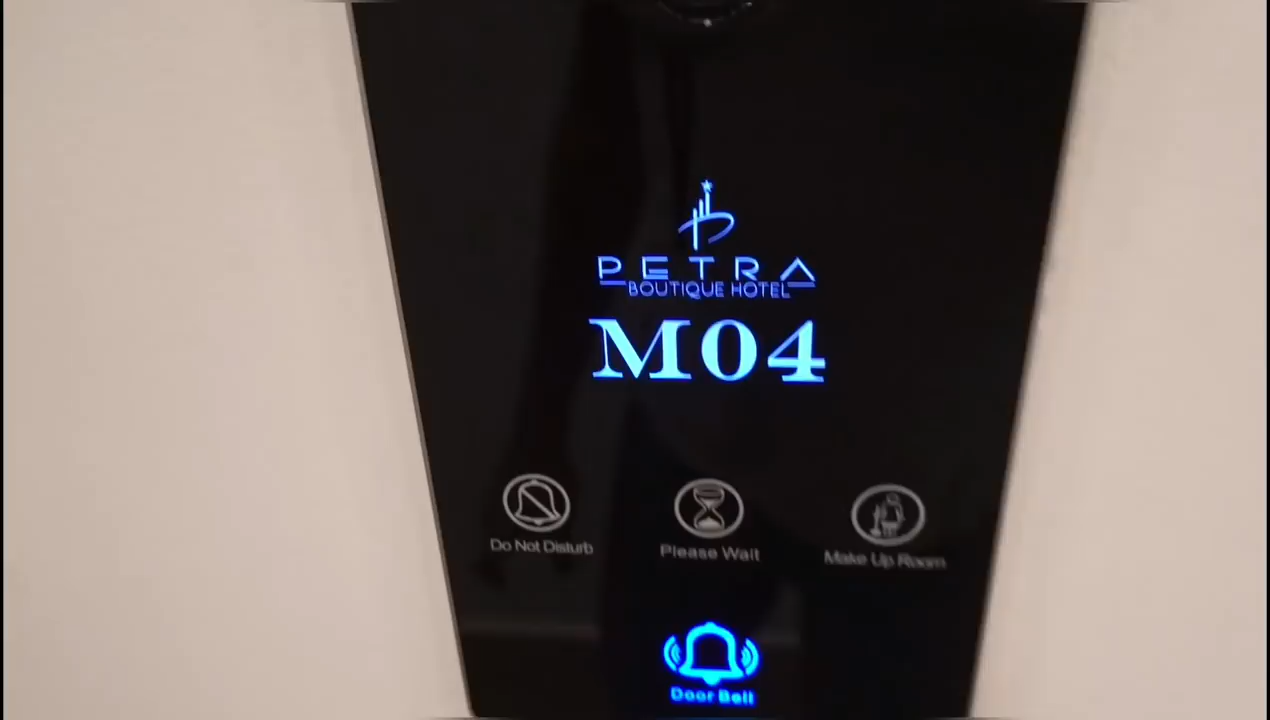 PETRA
BOUTIQUE HOTEL
M04
Do Not Disturb
Please Wait
Make Up Room
Door Bell